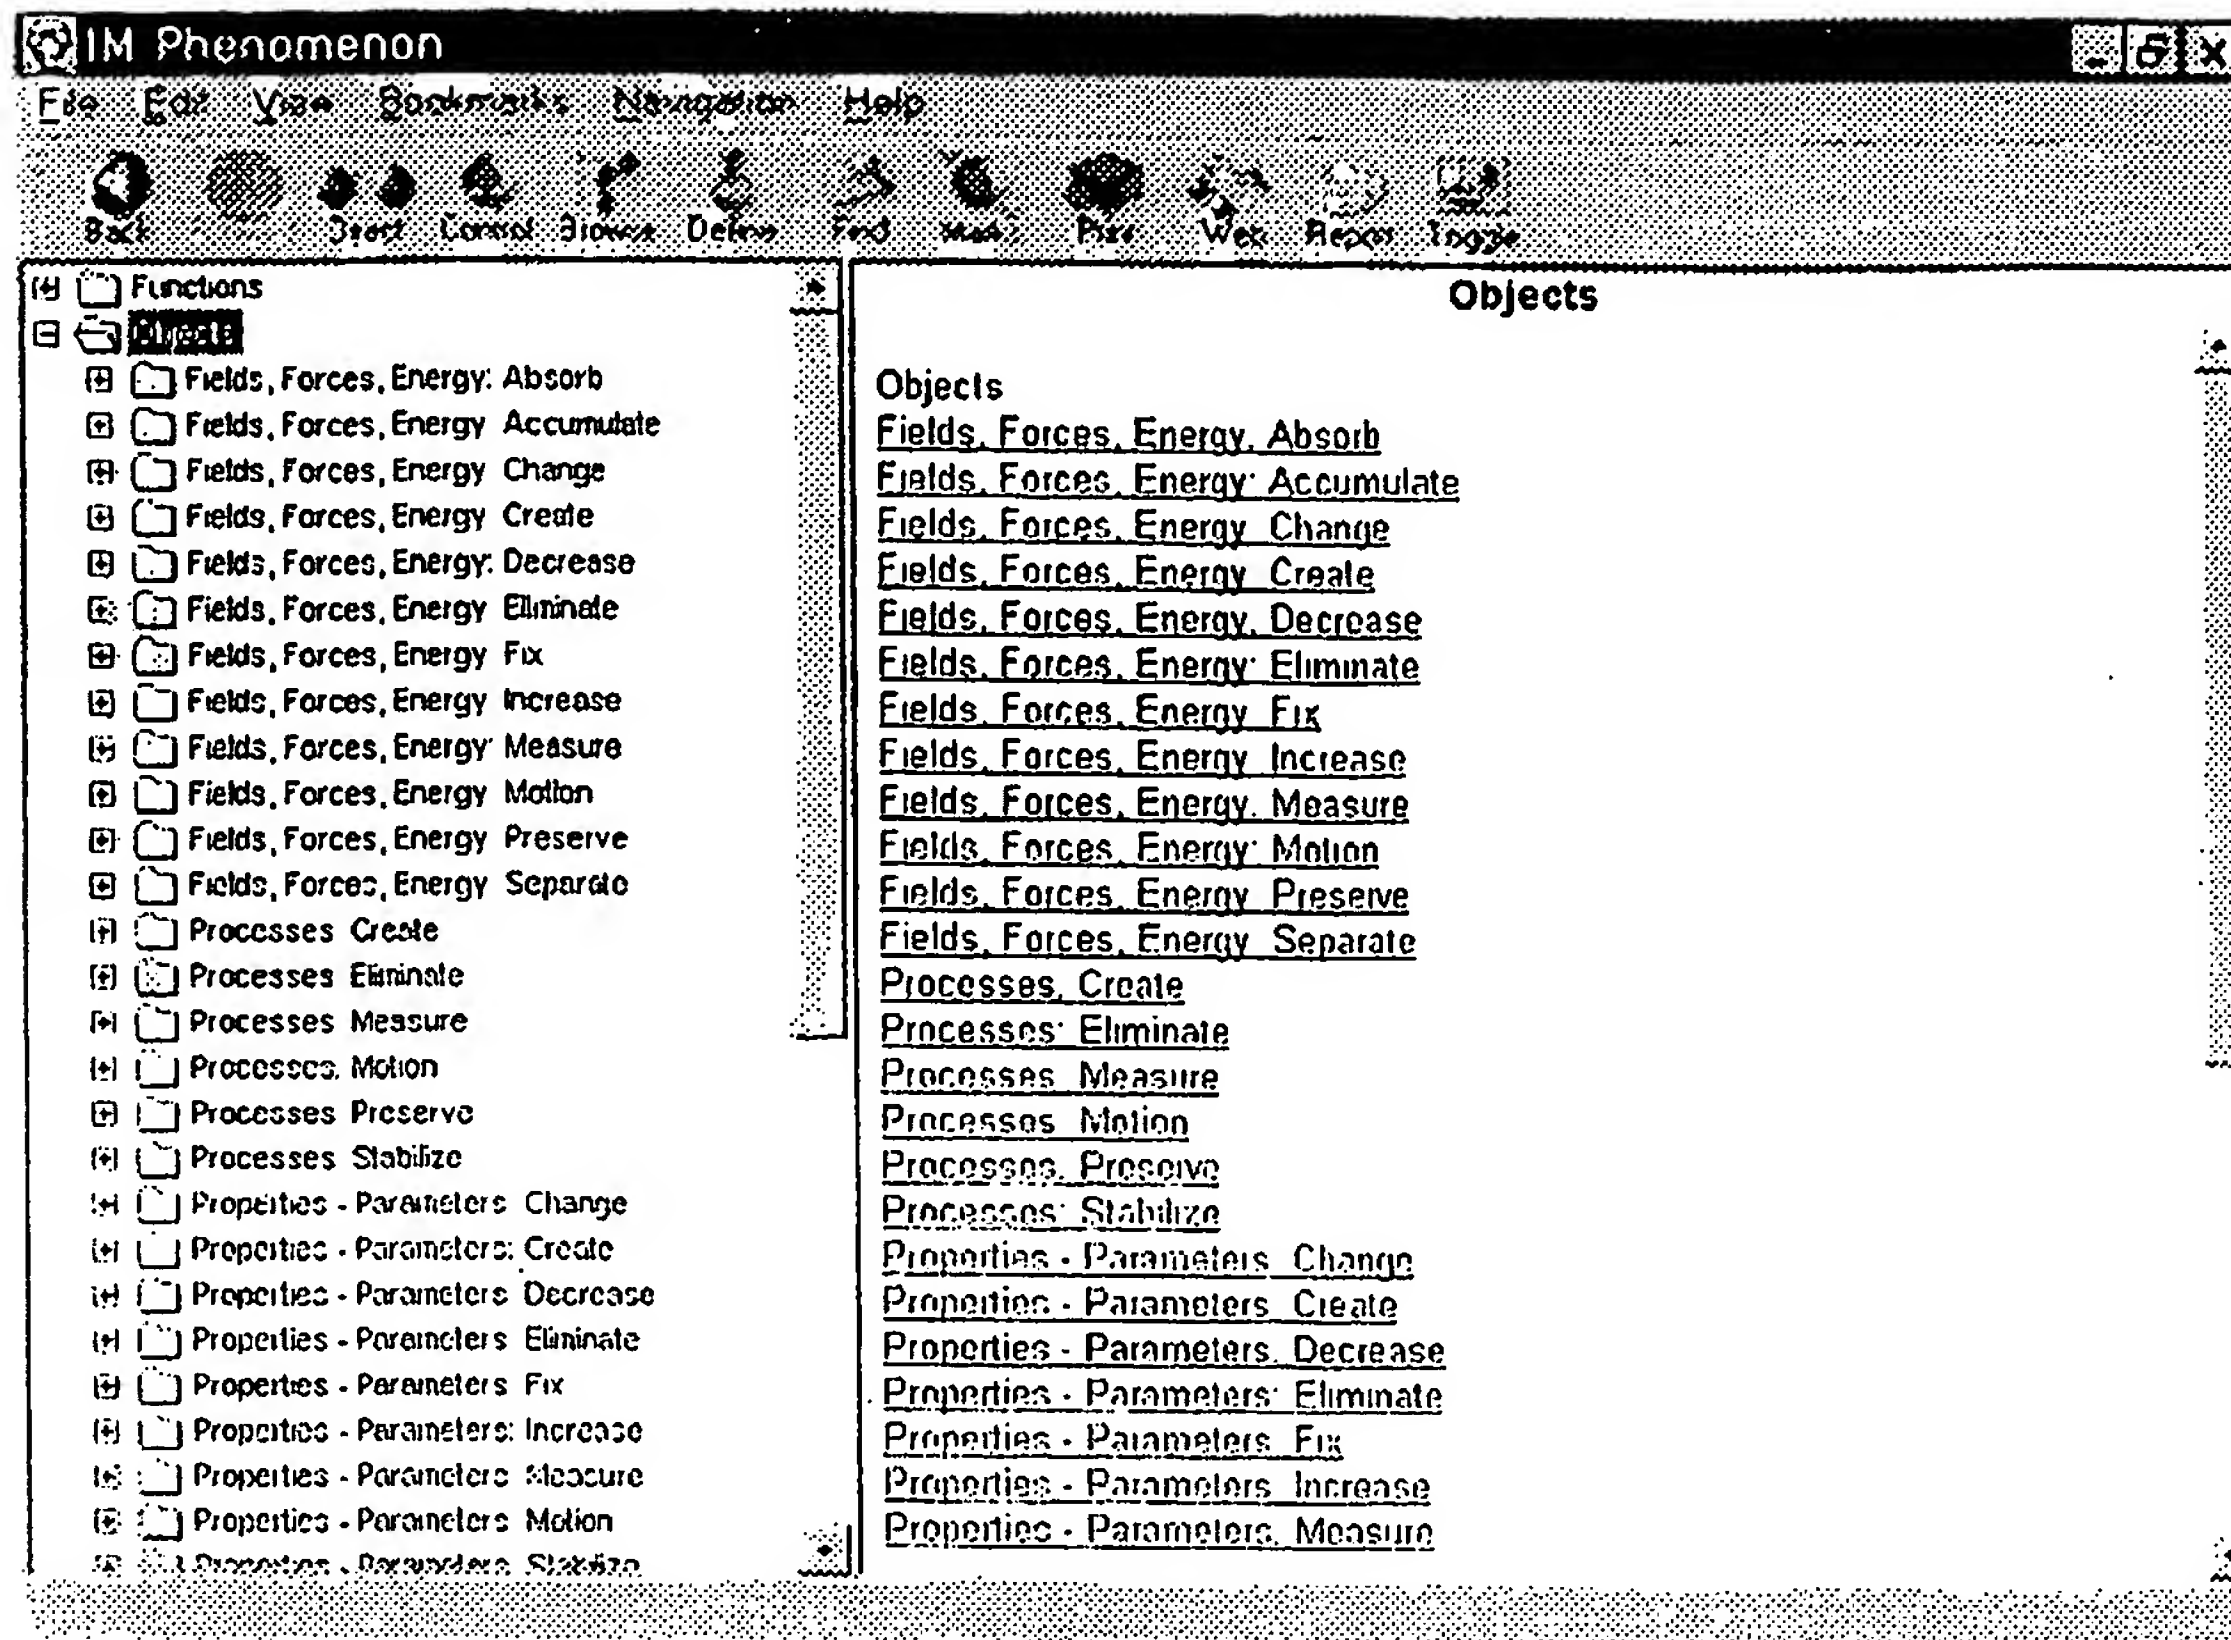 IM Phenomenon
File Edit View Bookmarks Navigation Help
Back Control Browse Define Find Web Report Toggle
Functions
Objects
Fields, Forces, Energy: Absorb
Fields, Forces, Energy Accumulate
Fields, Forces, Energy Change
Fields, Forces, Energy Create
Fields, Forces, Energy: Decrease
Fields, Forces, Energy Eliminate
Fields, Forces, Energy Fix
Fields, Forces, Energy Increase
Fields, Forces, Energy: Measure
Fields, Forces, Energy Motion
Fields, Forces, Energy Preserve
Fields, Forces, Energy Separate
Processes Create
Processes Eliminate
Processes Measure
Processes. Motion
Processes Preserve
Processes Stabilize
Properties - Parameters Change
Properties - Parameters: Create
Properties - Parameters Decrease
Properties - Parameters Eliminate
Properties - Parameters Fix
Properties - Parameters: Increase
Properties - Parameters Measure
Properties - Parameters Motion
Properties - Parameters Stabilize
Objects
Objects
Fields, Forces, Energy. Absorb
Fields, Forces, Energy: Accumulate
Fields, Forces, Energy Change
Fields, Forces, Energy Create
Fields, Forces, Energy. Decrease
Fields, Forces, Energy: Eliminate
Fields, Forces, Energy Fix
Fields, Forces, Energy Increase
Fields, Forces, Energy. Measure
Fields, Forces, Energy: Motion
Fields, Forces, Energy Preserve
Fields, Forces, Energy Separate
Processes. Create
Processes: Eliminate
Processes Measure
Processes Motion
Processes. Preserve
Processes: Stabilize
Properties - Parameters Change
Properties - Parameters Create
Properties - Parameters. Decrease
Properties - Parameters: Eliminate
Properties - Parameters Fix
Properties - Parameters Increase
Properties - Parameters. Measure